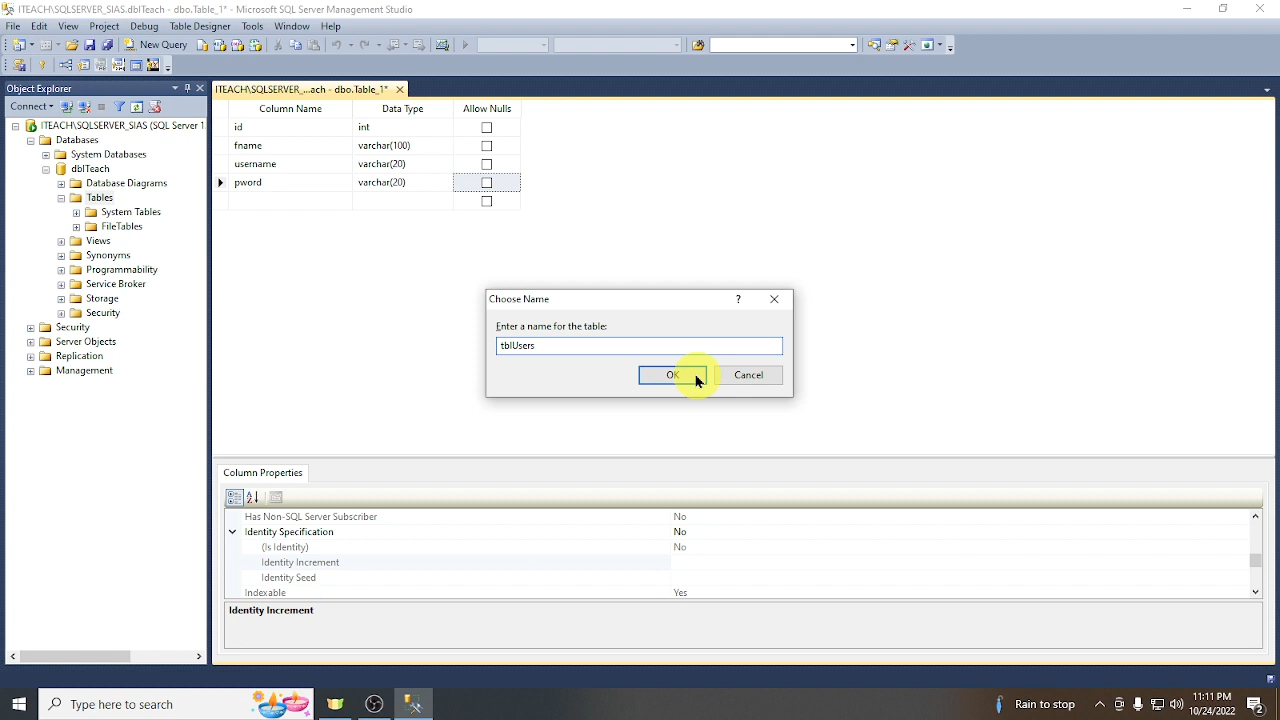 ITEACH\SQLSERVER_SIAS.dblTeach - dbo.Table_1* - Microsoft SQL Server Management Studio
File Edit View Project Debug Table Designer Tools Window Help
New Query
Object Explorer
Connect
ITEACH\SQLSERVER_SIAS (SQL Server 1
Databases
System Databases
dblTeach
Database Diagrams
Tables
System Tables
FileTables
Views
Synonyms
Programmability
Service Broker
Storage
Security
Security
Server Objects
Replication
Management
ITEACH\SQLSERVER_...ach - dbo.Table_1*
Column Name Data Type Allow Nulls
id int
fname varchar(100)
username varchar(20)
pword varchar(20)
Choose Name ?
Enter a name for the table:
tblUsers
OK Cancel
Column Properties
Has Non-SQL Server Subscriber No
Identity Specification No
(Is Identity) No
Identity Increment
Identity Seed
Indexable Yes
Identity Increment
Type here to search
Rain to stop
11:11 PM
10/24/2022
2